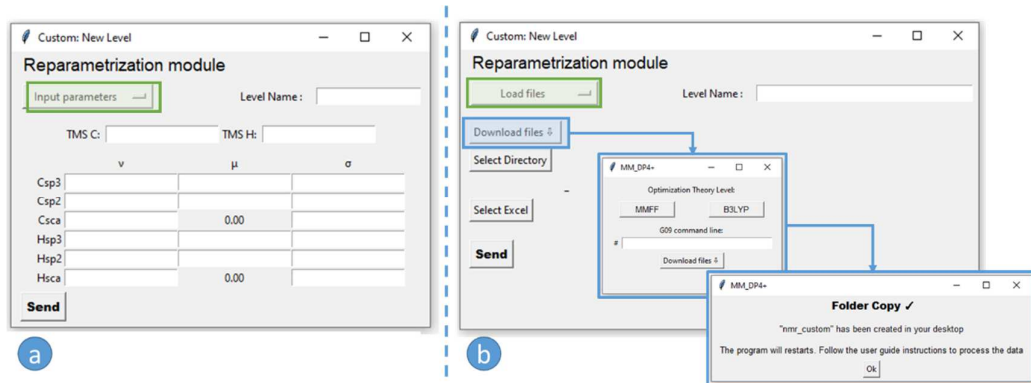 Custom: New Level
Reparametrization module
Input parameters
Level Name :
TMS C:
TMS H:
ν μ σ
Csp3
Csp2
Csca 0.00
Hsp3
Hsp2
Hsca 0.00
Send
a
Custom: New Level
Reparametrization module
Load files
Level Name :
Download files ⇩
Select Directory
-
Select Excel
Send
MM_DP4+
Optimization Theory Level:
MMFF B3LYP
G09 command line:
#
Download files ⇩
MM_DP4+
Folder Copy ✓
"nmr_custom" has been created in your desktop
The program will restarts. Follow the user guide instructions to process the data
Ok
b